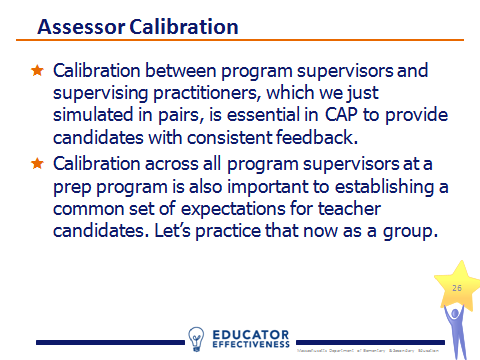 Assessor Calibration
Calibration between program supervisors and
supervising practitioners, which we just
simulated in pairs, is essential in CAP to provide
candidates with consistent feedback.
Calibration across all program supervisors at a
prep program is also important to establishing a
common set of expectations for teacher
candidates. Let's practice that now as a group.
26
EDUCATOR
EFFECTIVENESS
Massachusetts Department of Elementary & Secondary Education